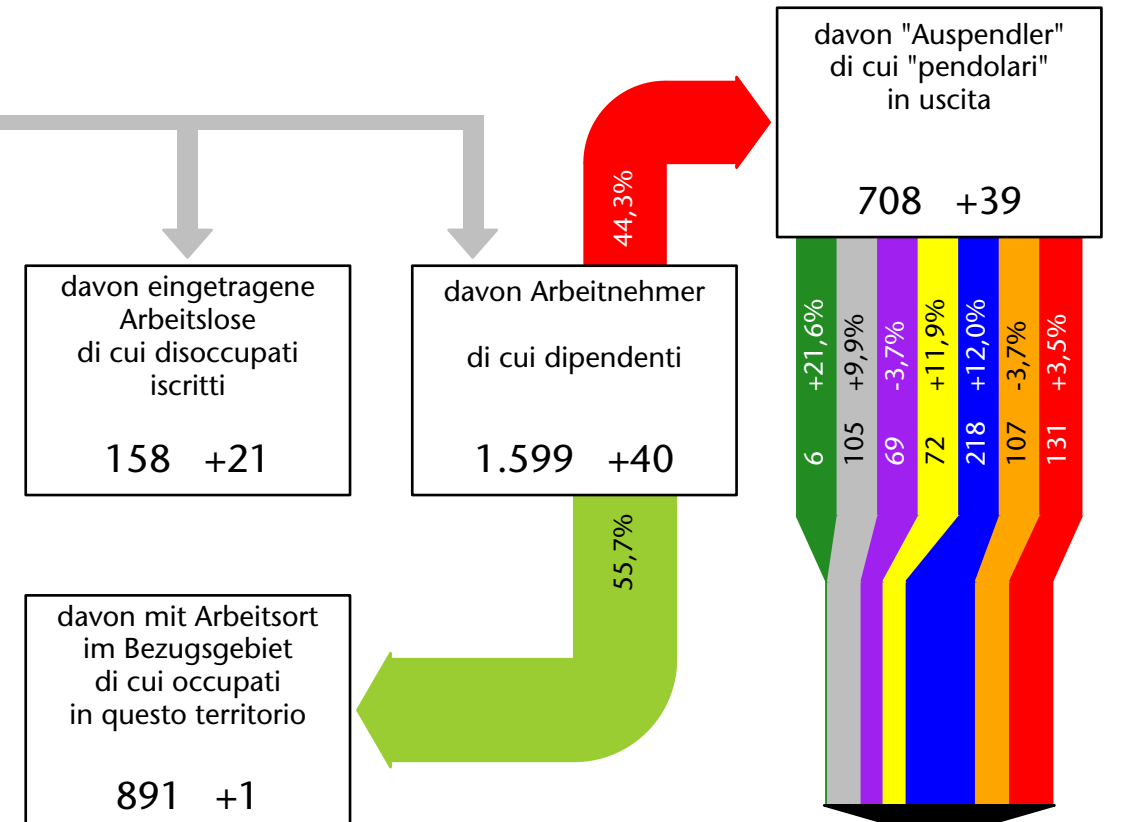 davon "Auspendler"
di cui "pendolari"
in uscita
708 +39
44,3%
davon eingetragene
Arbeitslose
di cui disoccupati
iscritti
158 +21
davon Arbeitnehmer
di cui dipendenti
1.599 +40
6 +21,6%
105 +9,9%
69 -3,7%
72 +11,9%
218 +12,0%
107 -3,7%
131 +3,5%
55,7%
davon mit Arbeitsort
im Bezugsgebiet
di cui occupati
in questo territorio
891 +1